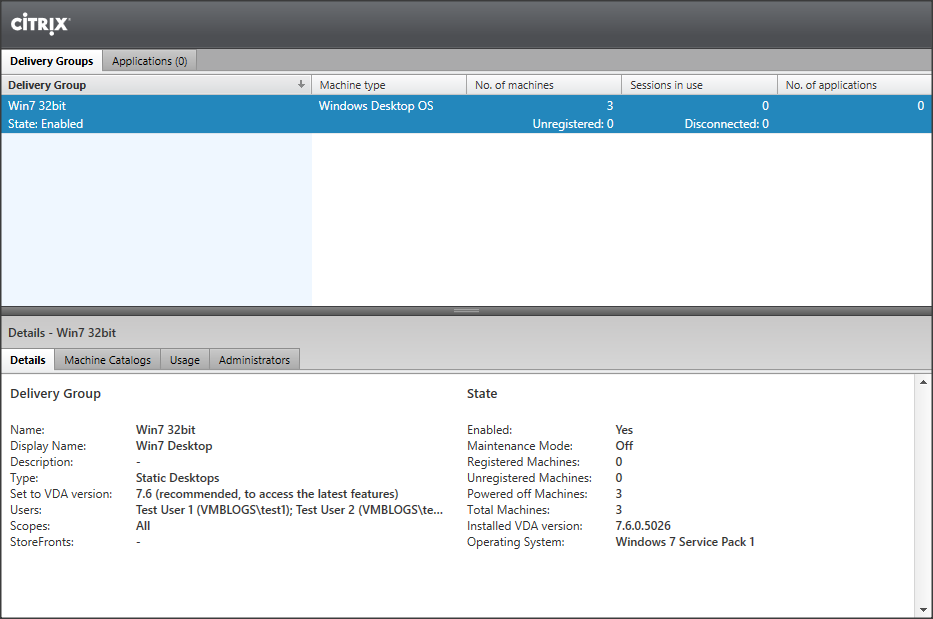 CITRIX
Delivery Groups Applications (0)
Delivery Group Machine type No. of machines Sessions in use No. of applications
Win7 32bit Windows Desktop OS 3 0 0
State: Enabled Unregistered: 0 Disconnected: 0
Details - Win7 32bit
Details Machine Catalogs Usage Administrators
Delivery Group
Name: Win7 32bit
Display Name: Win7 Desktop
Description: -
Type: Static Desktops
Set to VDA version: 7.6 (recommended, to access the latest features)
Users: Test User 1 (VMBLOGS\test1); Test User 2 (VMBLOGS\te...
Scopes: All
StoreFronts: -
State
Enabled: Yes
Maintenance Mode: Off
Registered Machines: 0
Unregistered Machines: 0
Powered off Machines: 3
Total Machines: 3
Installed VDA version: 7.6.0.5026
Operating System: Windows 7 Service Pack 1